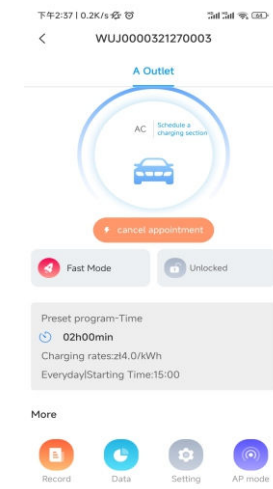 下午2:37 | 0.2K/s
WUJ0000321270003
A Outlet
AC
Schedule a
charging section
cancel appointment
Fast Mode
Unlocked
Preset program-Time
02h00min
Charging rates:zł4.0/kWh
Everyday|Starting Time:15:00
More
Record
Data
Setting
AP mode